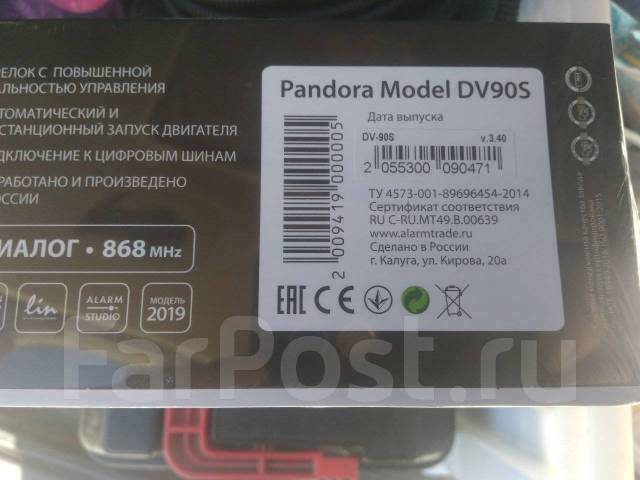 РЕЛОК С ПОВЫШЕННОЙ
АЛЬНОСТЬЮ УПРАВЛЕНИЯ
ТОМАТИЧЕСКИЙ И
СТАНЦИОННЫЙ ЗАПУСК ДВИГАТЕЛЯ
ДКЛЮЧЕНИЕ К ЦИФРОВЫМ ШИНАМ
РАБОТАНО И ПРОИЗВЕДЕНО
ОССИИ
ИАЛОГ • 868 MHz
lin
ALARM
STUDIO
МОДЕЛЬ
2019
Pandora Model DV90S
Дата выпуска
DV-90S v.3.40
2 055300 090471
ТУ 4573-001-89696454-2014
Сертификат соответствия
RU C-RU.МТ49.В.00639
www.alarmtrade.ru
Сделано в России
г. Калуга, ул. Кирова, 20а
2 009419 000005
EAC CE
FarPost.ru